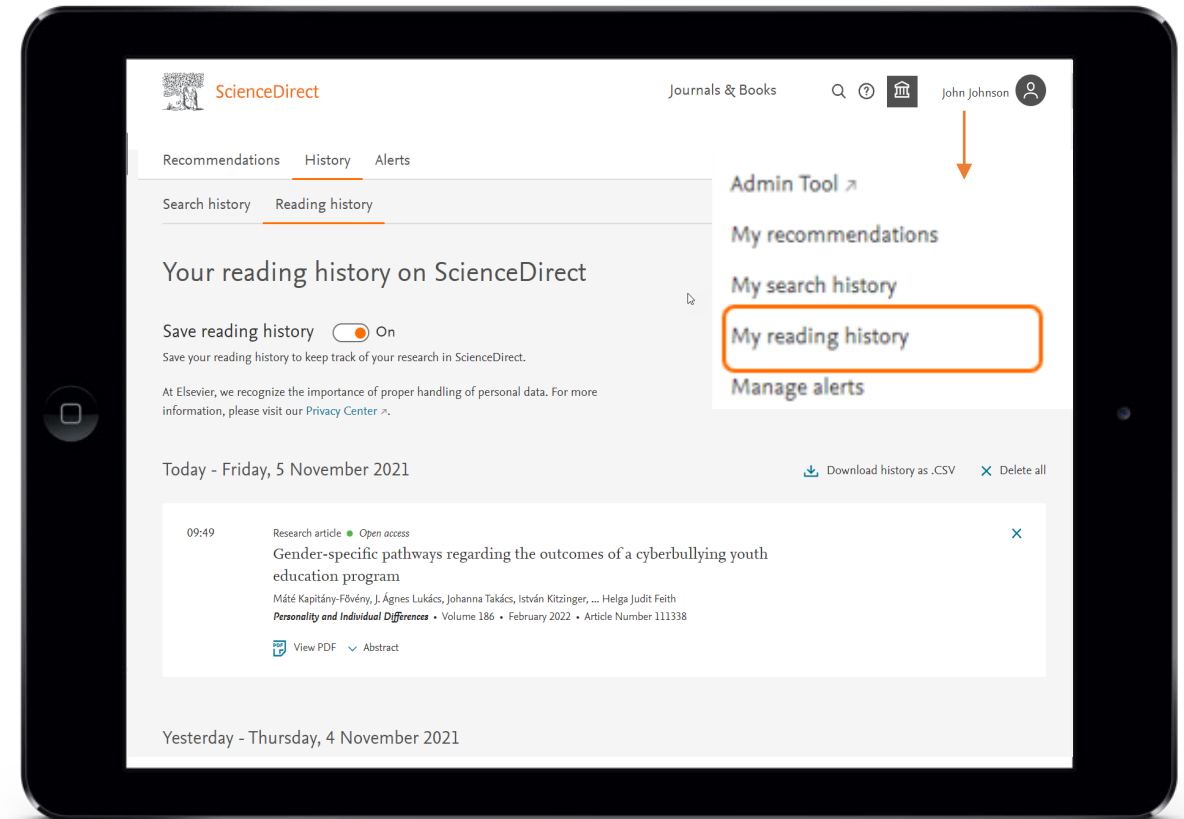 ScienceDirect
Journals & Books
John Johnson
Recommendations History Alerts
Search history Reading history
Admin Tool ↗
My recommendations
My search history
My reading history
Manage alerts
Your reading history on ScienceDirect
Save reading history On
Save your reading history to keep track of your research in ScienceDirect.
At Elsevier, we recognize the importance of proper handling of personal data. For more
information, please visit our Privacy Center ↗.
Today - Friday, 5 November 2021
Download history as .CSV
Delete all
09:49
Research article • Open access
Gender-specific pathways regarding the outcomes of a cyberbullying youth
education program
Máté Kapitány-Fövény, J. Ágnes Lukács, Johanna Takács, István Kitzinger, ... Helga Judit Feith
Personality and Individual Differences • Volume 186 • February 2022 • Article Number 111338
PDF View PDF Abstract
Yesterday - Thursday, 4 November 2021